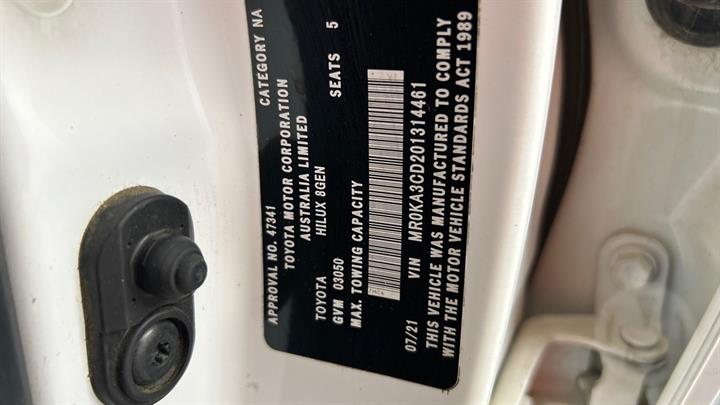 APPROVAL NO. 47341 CATEGORY NA
TOYOTA MOTOR CORPORATION
AUSTRALIA LIMITED
HILUX 8GEN
TOYOTA
GVM 03050 SEATS 5
MAX. TOWING CAPACITY
07/21 VIN MR0KA3CD201314461
THIS VEHICLE WAS MANUFACTURED TO COMPLY
WITH THE MOTOR VEHICLE STANDARDS ACT 1989